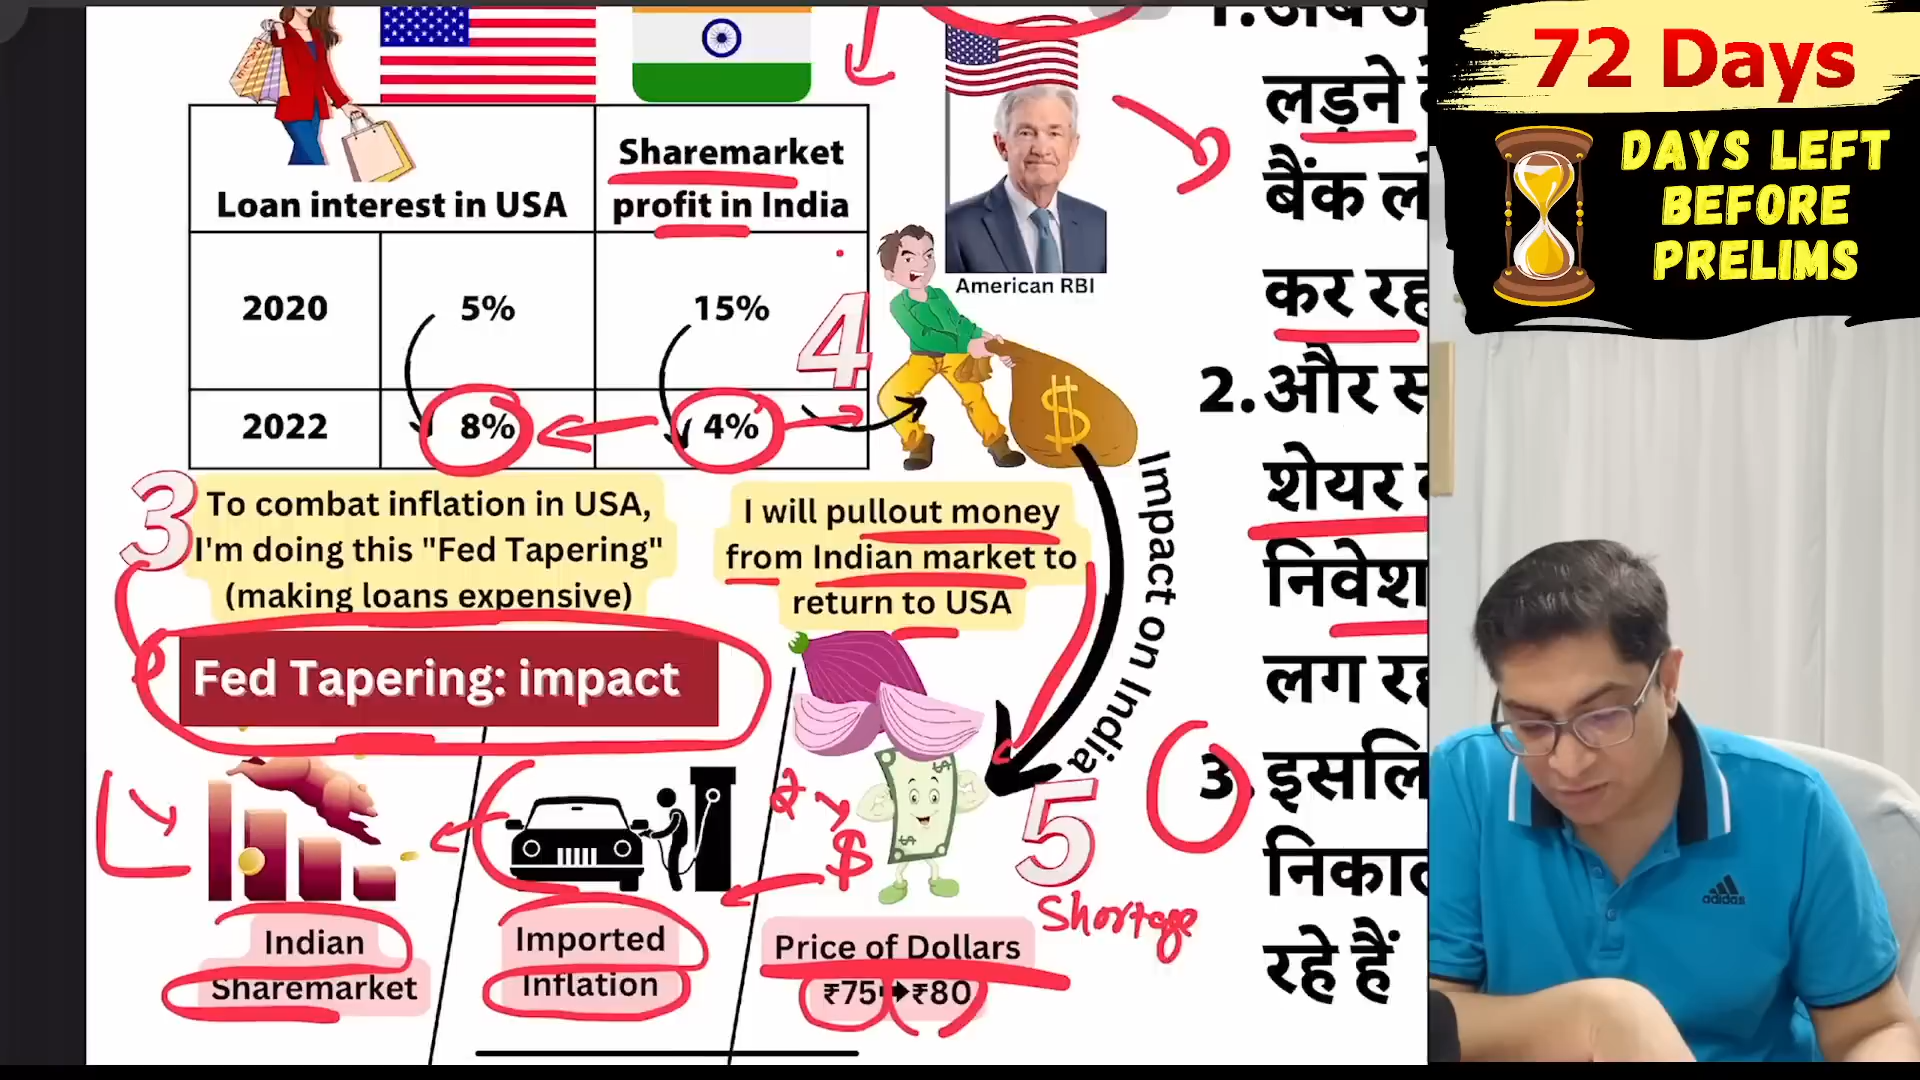 Sharemarket
Loan interest in USA
profit in India
2020
5%
15%
4
2022
8%
4%
American RBI
$
Impact on India
3
To combat inflation in USA,
I'm doing this "Fed Tapering"
(making loans expensive)
I will pullout money
from Indian market to
return to USA
Fed Tapering: impact
₹ $
5
Shortage
Indian
Sharemarket
Imported
Inflation
Price of Dollars
₹75➔₹80
लड़ने
बैंक
कर
2. और
शेयर
लग
3.
रहे हैं
72 Days
DAYS LEFT
BEFORE
PRELIMS
adidas